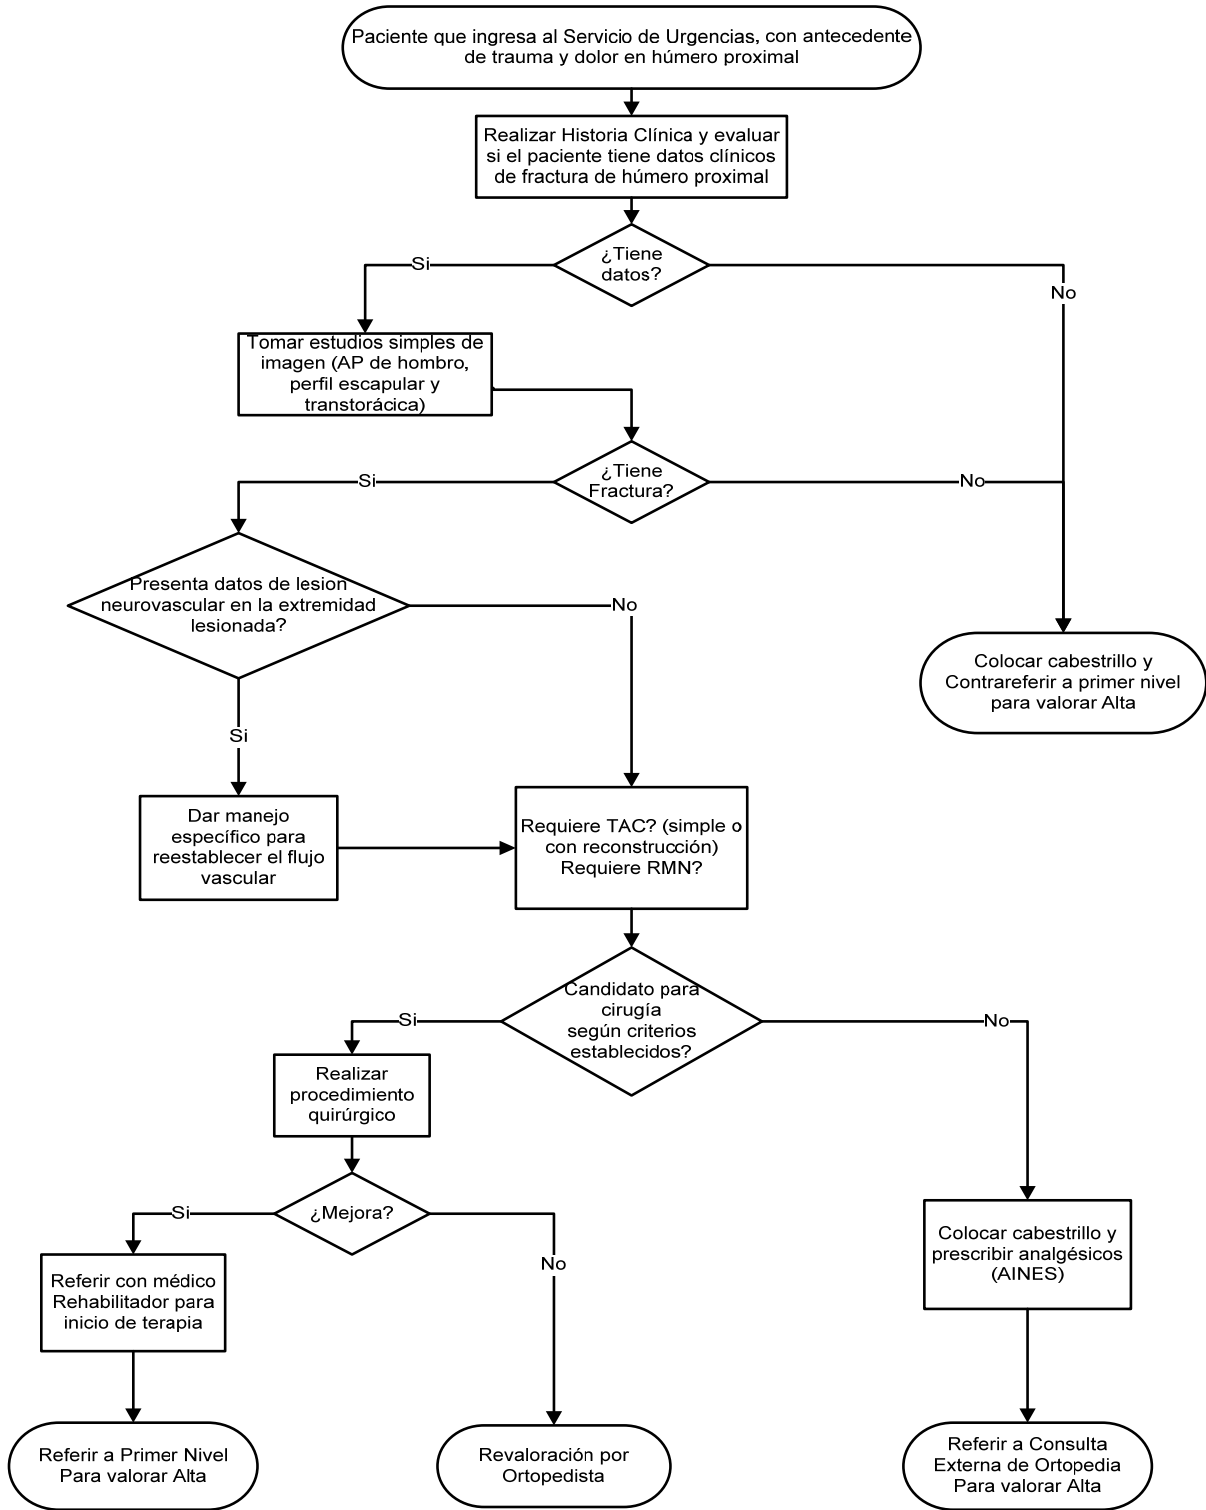 Paciente que ingresa al Servicio de Urgencias, con antecedente
de trauma y dolor en húmero proximal
Realizar Historia Clínica y evaluar
si el paciente tiene datos clínicos
de fractura de húmero proximal
¿Tiene
datos?
Si
No
Tomar estudios simples de
imagen (AP de hombro,
perfil escapular y
transtorácica)
¿Tiene
Fractura?
Si
No
Presenta datos de lesion
neurovascular en la extremidad
lesionada?
No
Si
Colocar cabestrillo y
Contrareferir a primer nivel
para valorar Alta
Dar manejo
específico para
reestablecer el flujo
vascular
Requiere TAC? (simple o
con reconstrucción)
Requiere RMN?
Candidato para
cirugía
según criterios
establecidos?
Si
No
Realizar
procedimiento
quirúrgico
¿Mejora?
Si
No
Referir con médico
Rehabilitador para
inicio de terapia
Colocar cabestrillo y
prescribir analgésicos
(AINES)
Referir a Primer Nivel
Para valorar Alta
Revaloración por
Ortopedista
Referir a Consulta
Externa de Ortopedia
Para valorar Alta